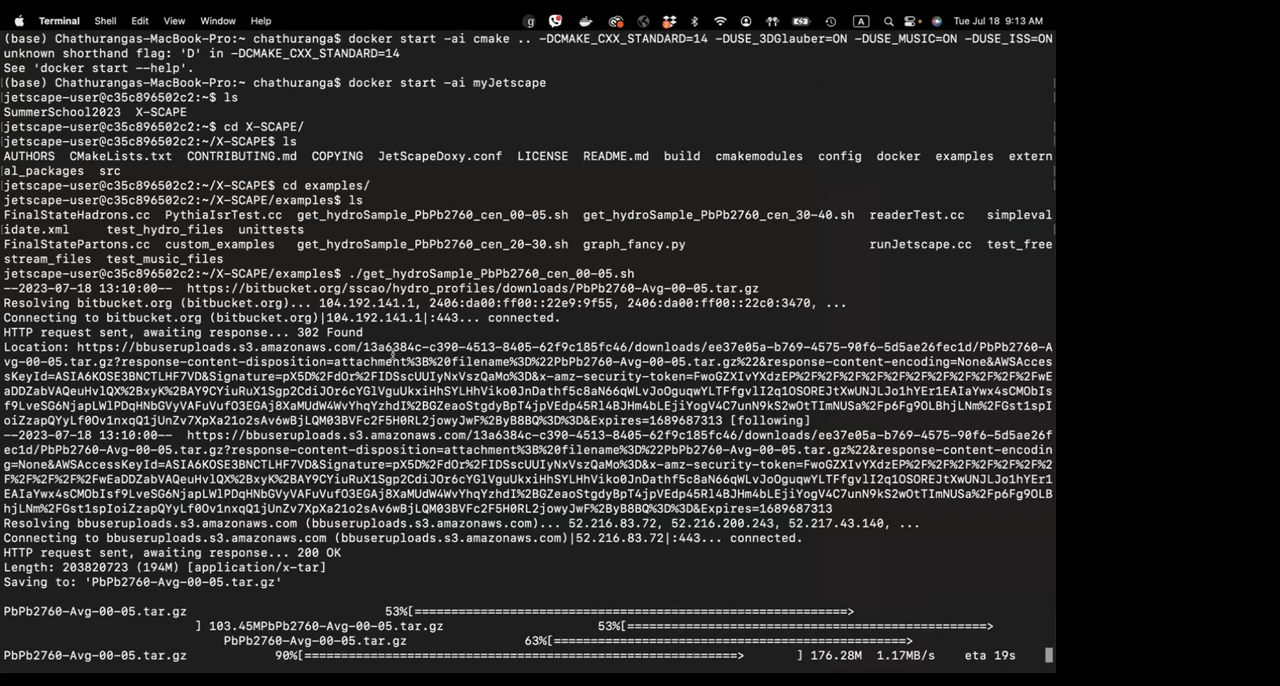 Terminal Shell Edit View Window Help Tue Jul 18 9:13 AM
(base) Chathurangas-MacBook-Pro:~ chathuranga$ docker start -ai cmake .. -DCMAKE_CXX_STANDARD=14 -DUSE_3DGlauber=ON -DUSE_MUSIC=ON -DUSE_ISS=ON
unknown shorthand flag: 'D' in -DCMAKE_CXX_STANDARD=14
See 'docker start --help'.
(base) Chathurangas-MacBook-Pro:~ chathuranga$ docker start -ai myJetscape
jetscape-user@c35c896502c2:~$ ls
SummerSchool2023 X-SCAPE
jetscape-user@c35c896502c2:~$ cd X-SCAPE/
jetscape-user@c35c896502c2:~/X-SCAPE$ ls
AUTHORS CMakeLists.txt CONTRIBUTING.md COPYING JetScapeDoxy.conf LICENSE README.md build cmakemodules config docker examples extern
al_packages src
jetscape-user@c35c896502c2:~/X-SCAPE$ cd examples/
jetscape-user@c35c896502c2:~/X-SCAPE/examples$ ls
FinalStateHadrons.cc PythiaIsrTest.cc get_hydroSample_PbPb2760_cen_00-05.sh get_hydroSample_PbPb2760_cen_30-40.sh readerTest.cc simpleval
idate.xml test_hydro_files unittests
FinalStatePartons.cc custom_examples get_hydroSample_PbPb2760_cen_20-30.sh graph_fancy.py runJetscape.cc test_free
stream_files test_music_files
jetscape-user@c35c896502c2:~/X-SCAPE/examples$ ./get_hydroSample_PbPb2760_cen_00-05.sh
--2023-07-18 13:10:00-- https://bitbucket.org/sscao/hydro_profiles/downloads/PbPb2760-Avg-00-05.tar.gz
Resolving bitbucket.org (bitbucket.org)... 104.192.141.1, 2406:da00:ff00::22e9:9f55, 2406:da00:ff00::22c0:3470, ...
Connecting to bitbucket.org (bitbucket.org)|104.192.141.1|:443... connected.
HTTP request sent, awaiting response... 302 Found
Location: https://bbuseruploads.s3.amazonaws.com/13a6384c-c390-4513-8405-62f9c185fc46/downloads/ee37e05a-b769-4575-90f6-5d5ae26fec1d/PbPb2760-A
vg-00-05.tar.gz?response-content-disposition=attachment%3B%20filename%3D%22PbPb2760-Avg-00-05.tar.gz%22&response-content-encoding=None&AWSAcces
sKeyId=ASIA6KOSE3BNCTLHF7VD&Signature=pX5D%2FdOr%2FIDSscUUIyNxVszQaMo%3D&x-amz-security-token=FwoGZXIvYXdzEP%2F%2F%2F%2F%2F%2F%2F%2F%2F%2FwE
aDDZabVAQeuHvlQX%2BxyK%2BAY9CYiuRuX1Sgp2CdiJOr6cYGlVguUkxiHhSYLHhViko0JnDathf5c8aN66qWLvJoOguqwYLTFfgvlI2q1OSOREJtXwUNJLJo1hYEr1EAIaYwx4sCMObIs
f9LveSG6NjapLWlPDqHNbGVyVAFuVufO3EGAj8XaMUdW4WvYhqYzhdI%2BGZeaoStgdyBpT4jpVEdp45Rl4BJHm4bLEjiYogV4C7unN9kS2wOtTImNUSa%2Fp6Fg9OLBhjLNm%2FGst1spI
oiZzapQYyLf0Ov1nxqQ1jUnZv7XpXa21o2sAv6wBjLQM03BVFc2F5H0RL2jowyJwF%2ByB8BQ%3D%3D&Expires=1689687313 [following]
--2023-07-18 13:10:00-- https://bbuseruploads.s3.amazonaws.com/13a6384c-c390-4513-8405-62f9c185fc46/downloads/ee37e05a-b769-4575-90f6-5d5ae26f
ec1d/PbPb2760-Avg-00-05.tar.gz?response-content-disposition=attachment%3B%20filename%3D%22PbPb2760-Avg-00-05.tar.gz%22&response-content-encodin
g=None&AWSAccessKeyId=ASIA6KOSE3BNCTLHF7VD&Signature=pX5D%2FdOr%2FIDSscUUIyNxVszQaMo%3D&x-amz-security-token=FwoGZXIvYXdzEP%2F%2F%2F%2F%2F%2F%2
F%2F%2F%2F%2FwEaDDZabVAQeuHvlQX%2BxyK%2BAY9CYiuRuX1Sgp2CdiJOr6cYGlVguUkxiHhSYLHhViko0JnDathf5c8aN66qWLvJoOguqwYLTFfgvlI2q1OSOREJtXwUNJLJo1hYEr1
EAIaYwx4sCMObIsf9LveSG6NjapLWlPDqHNbGVyVAFuVufO3EGAj8XaMUdW4WvYhqYzhdI%2BGZeaoStgdyBpT4jpVEdp45Rl4BJHm4bLEjiYogV4C7unN9kS2wOtTImNUSa%2Fp6Fg9OLB
hjLNm%2FGst1spIoiZzapQYyLf0Ov1nxqQ1jUnZv7XpXa21o2sAv6wBjLQM03BVFc2F5H0RL2jowyJwF%2ByB8BQ%3D%3D&Expires=1689687313
Resolving bbuseruploads.s3.amazonaws.com (bbuseruploads.s3.amazonaws.com)... 52.216.83.72, 52.216.200.243, 52.217.43.140, ...
Connecting to bbuseruploads.s3.amazonaws.com (bbuseruploads.s3.amazonaws.com)|52.216.83.72|:443... connected.
HTTP request sent, awaiting response... 200 OK
Length: 203820723 (194M) [application/x-tar]
Saving to: 'PbPb2760-Avg-00-05.tar.gz'
PbPb2760-Avg-00-05.tar.gz 53%[===========================================================>
] 103.45MPbPb2760-Avg-00-05.tar.gz 53%[=================================================>
PbPb2760-Avg-00-05.tar.gz 63%[================================================>
PbPb2760-Avg-00-05.tar.gz 90%[===========================================================> ] 176.28M 1.17MB/s eta 19s